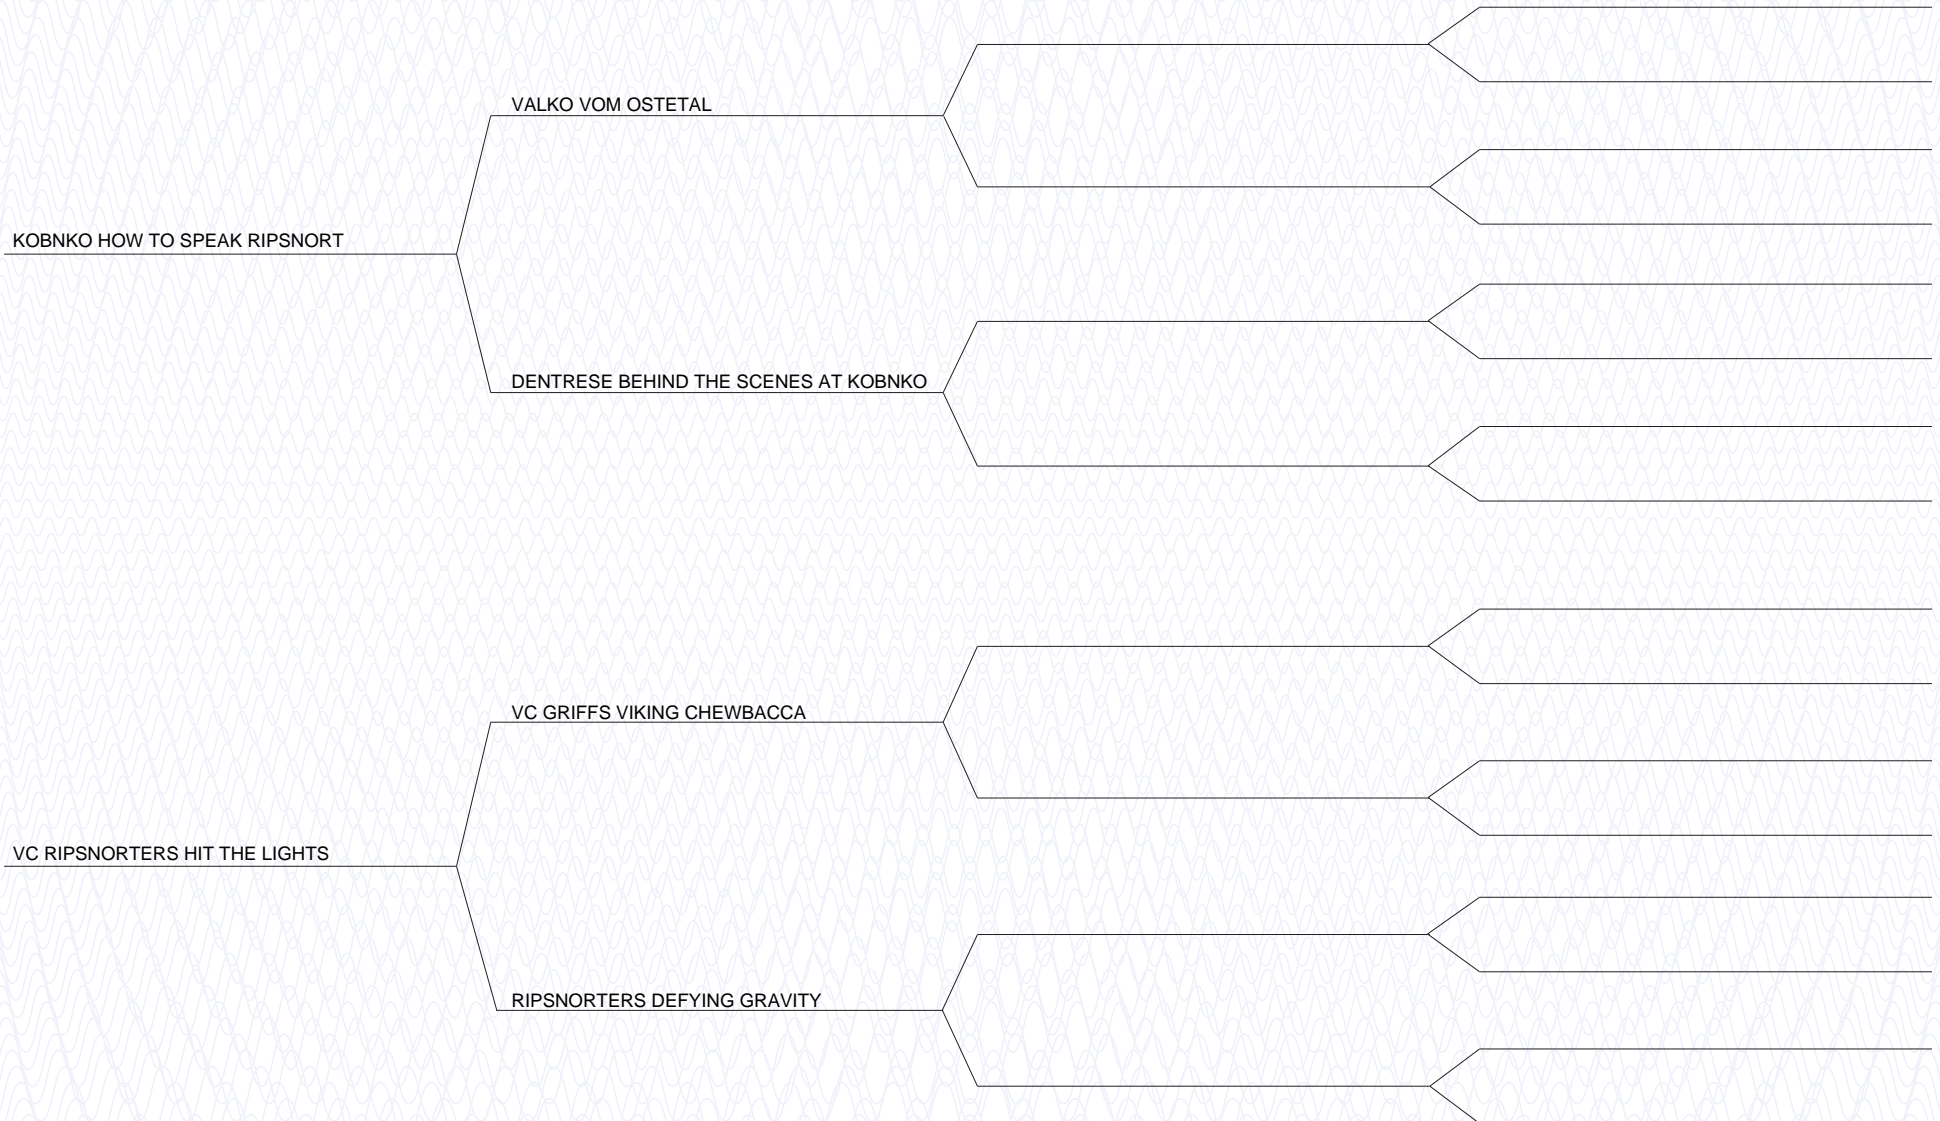 VALKO VOM OSTETAL
KOBNKO HOW TO SPEAK RIPSNORT
DENTRESE BEHIND THE SCENES AT KOBNKO
VC GRIFFS VIKING CHEWBACCA
VC RIPSNORTERS HIT THE LIGHTS
RIPSNORTERS DEFYING GRAVITY